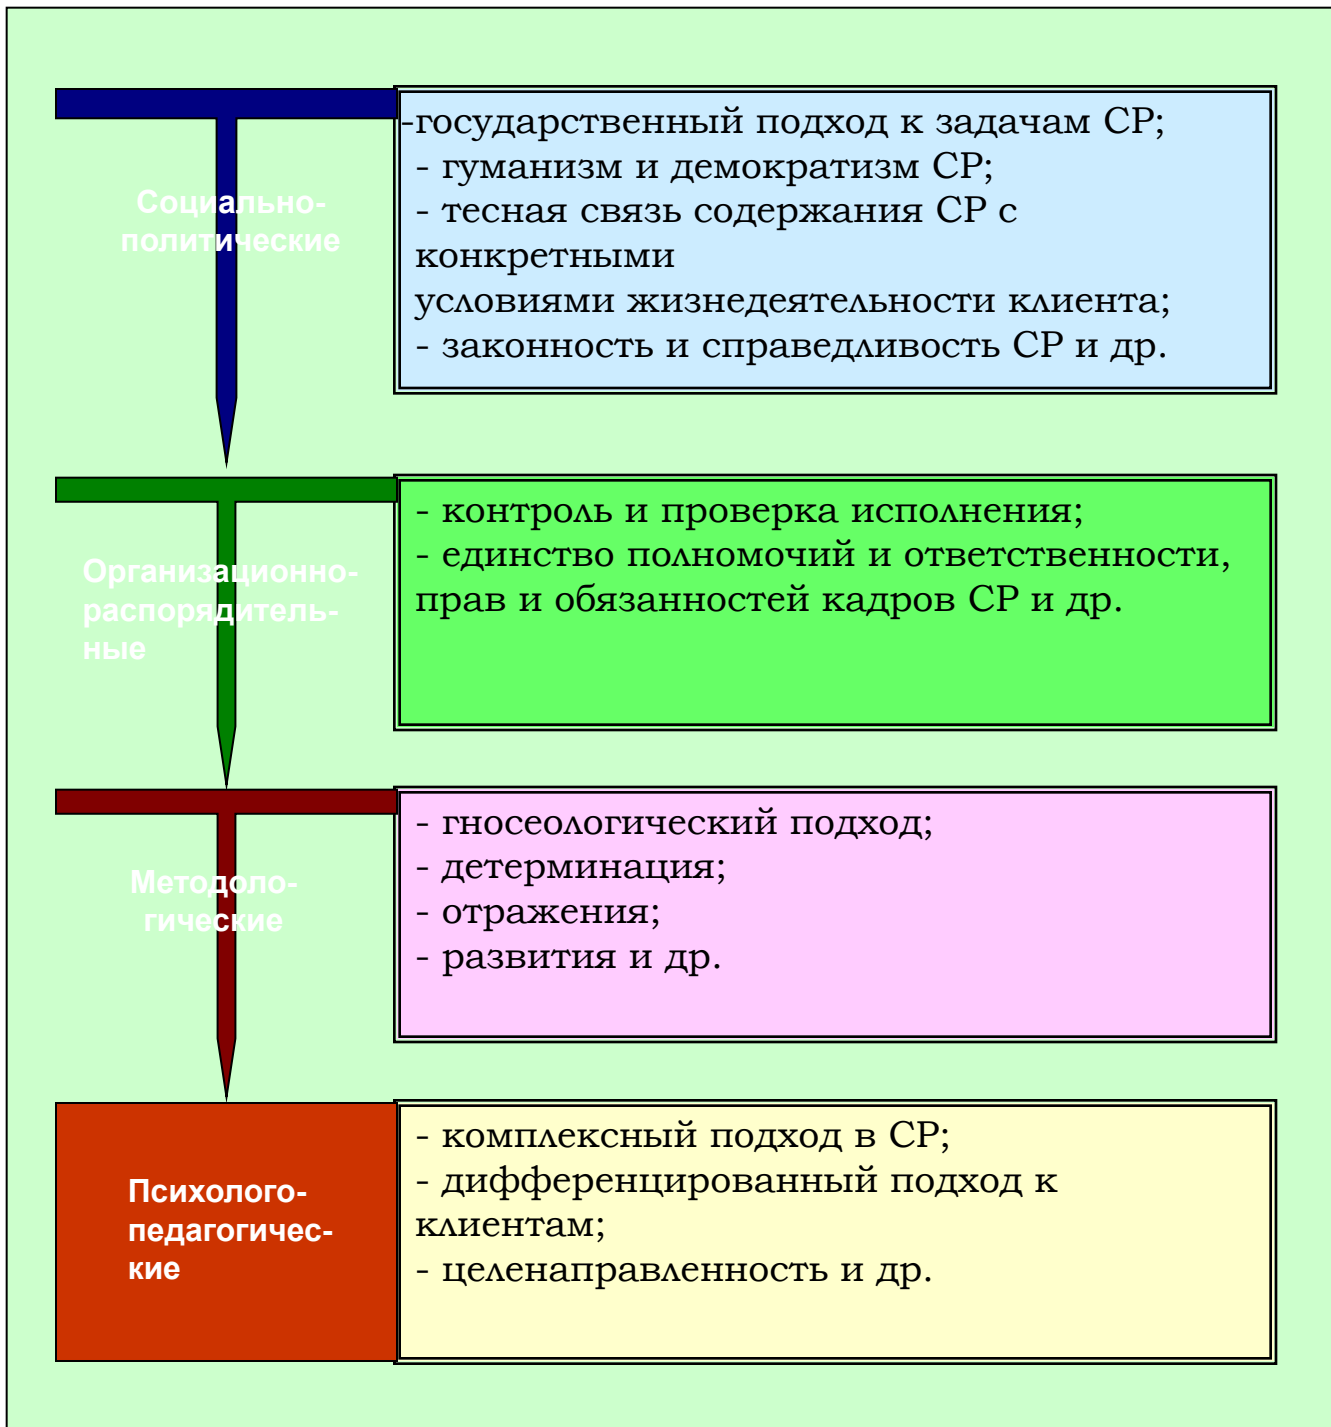 Социально-
политические
-государственный подход к задачам СР;
- гуманизм и демократизм СР;
- тесная связь содержания СР с
конкретными
условиями жизнедеятельности клиента;
- законность и справедливость СР и др.
Организационно-
распорядитель-
ные
- контроль и проверка исполнения;
- единство полномочий и ответственности,
прав и обязанностей кадров СР и др.
Методоло-
гические
- гносеологический подход;
- детерминация;
- отражения;
- развития и др.
Психолого-
педагогичес-
кие
- комплексный подход в СР;
- дифференцированный подход к
клиентам;
- целенаправленность и др.